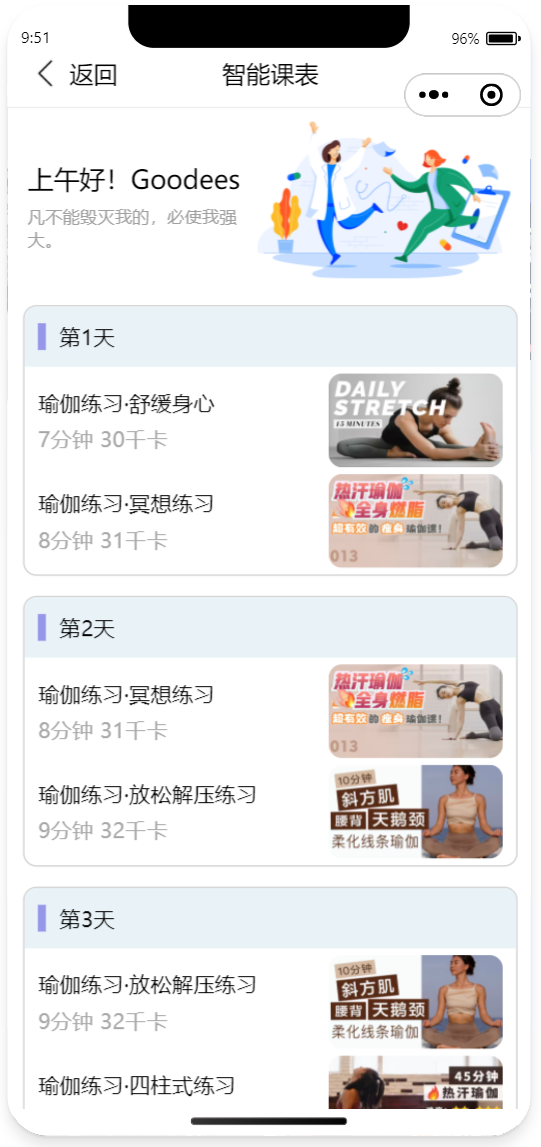 9:51
96%
返回
智能课表
上午好！Goodees
凡不能毁灭我的，必使我强
大。
第1天
瑜伽练习·舒缓身心
7分钟 30千卡
DAILY
STRETCH
15 MINUTES
瑜伽练习·冥想练习
8分钟 31千卡
热汗瑜伽
全身燃脂
超有效的瘦身瑜伽课!
013
第2天
瑜伽练习·冥想练习
8分钟 31千卡
热汗瑜伽
全身燃脂
超有效的瘦身瑜伽课!
013
瑜伽练习·放松解压练习
9分钟 32千卡
10分钟
斜方肌
腰背 天鹅颈
柔化线条瑜伽
第3天
瑜伽练习·放松解压练习
9分钟 32千卡
10分钟
斜方肌
腰背 天鹅颈
柔化线条瑜伽
瑜伽练习·四柱式练习
45分钟
热汗瑜伽